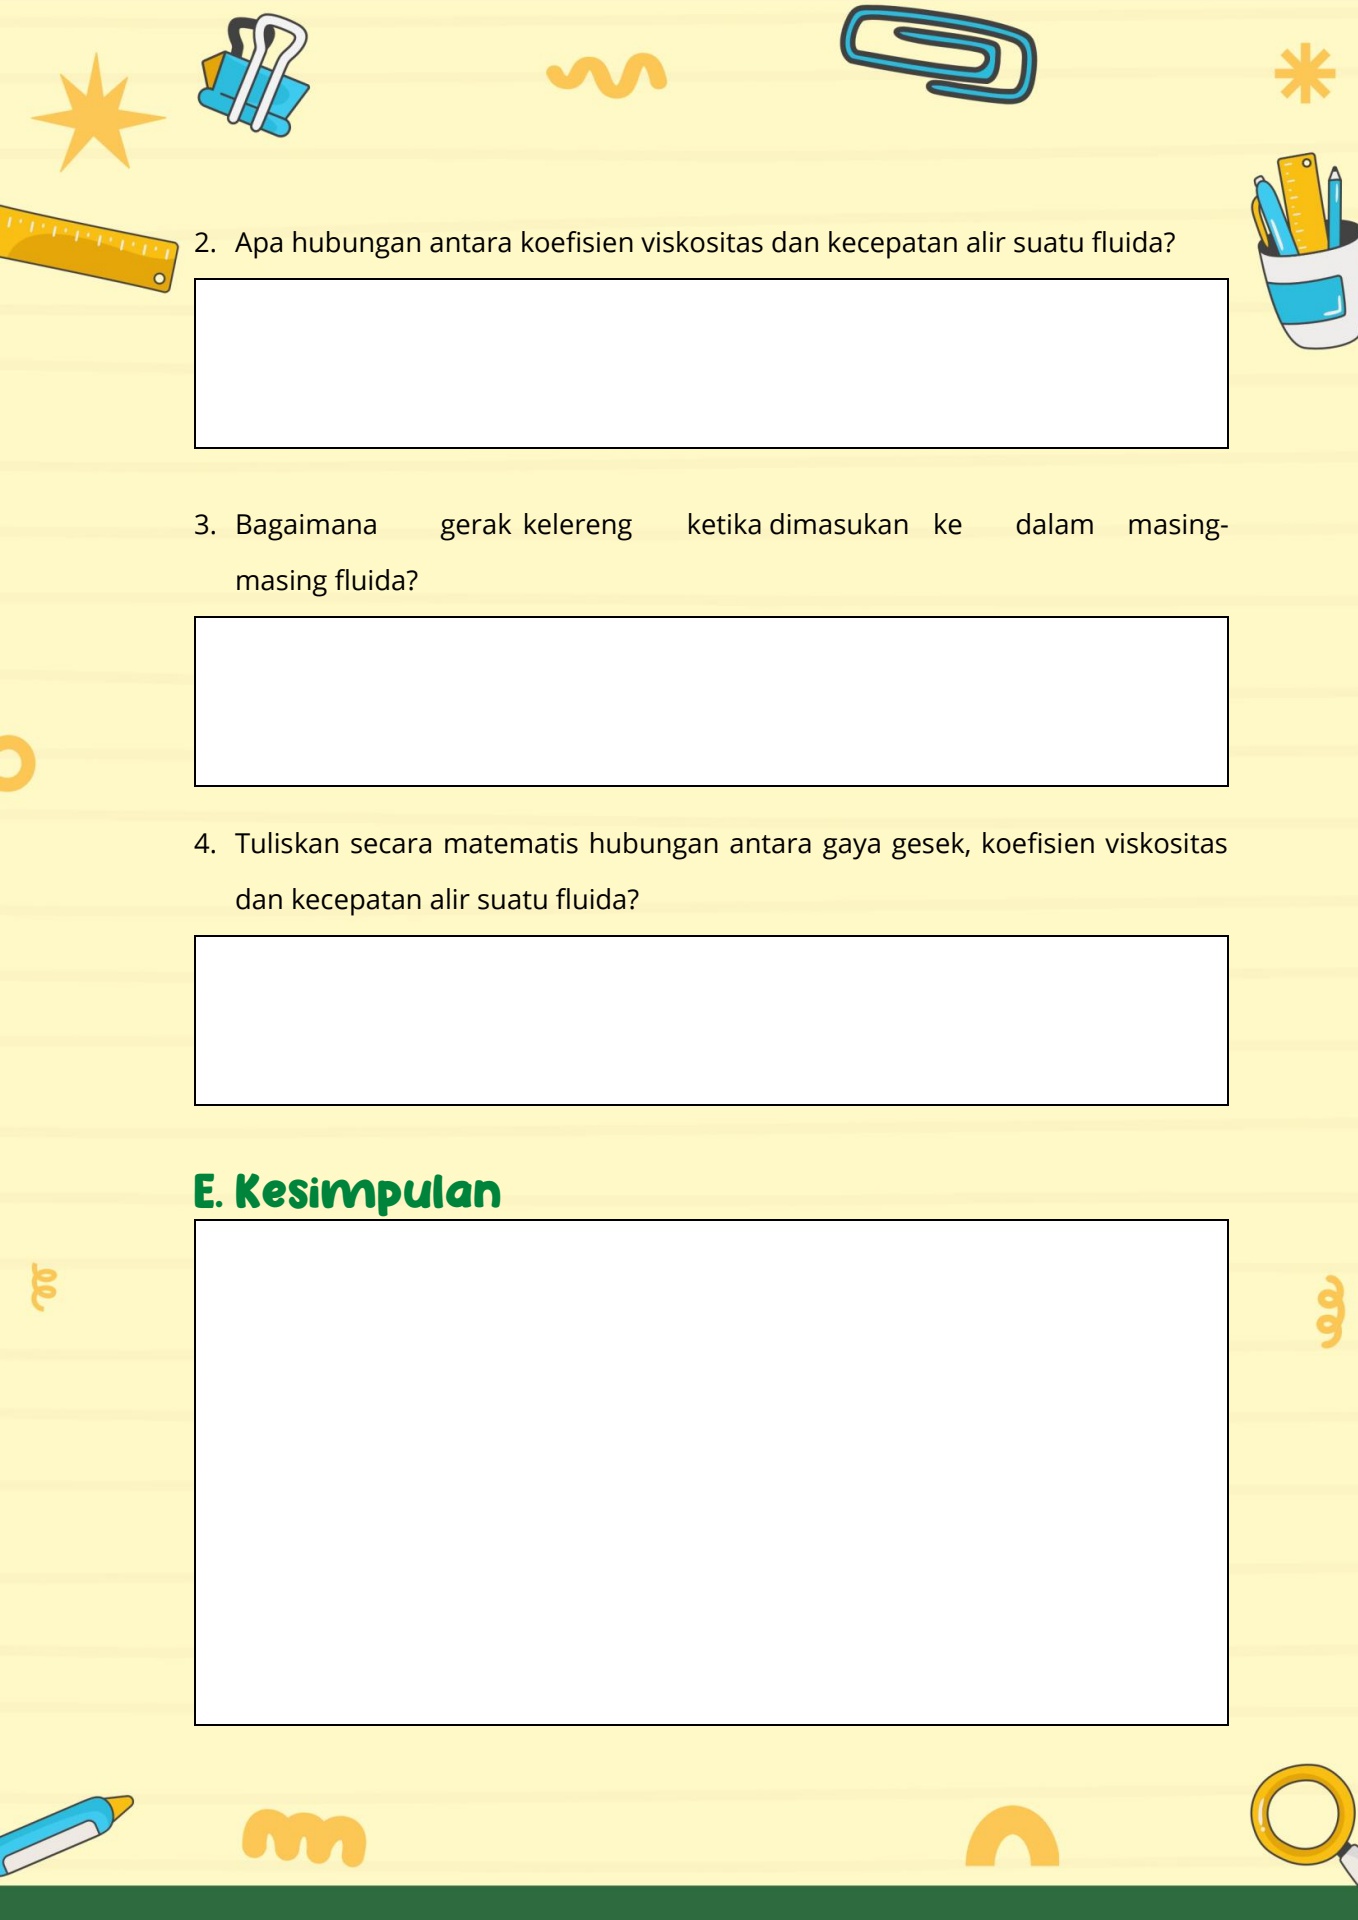 2. Apa hubungan antara koefisien viskositas dan kecepatan alir suatu fluida?
3. Bagaimana gerak kelereng ketika dimasukan ke dalam masing-
masing fluida?
4. Tuliskan secara matematis hubungan antara gaya gesek, koefisien viskositas
dan kecepatan alir suatu fluida?
E. Kesimpulan